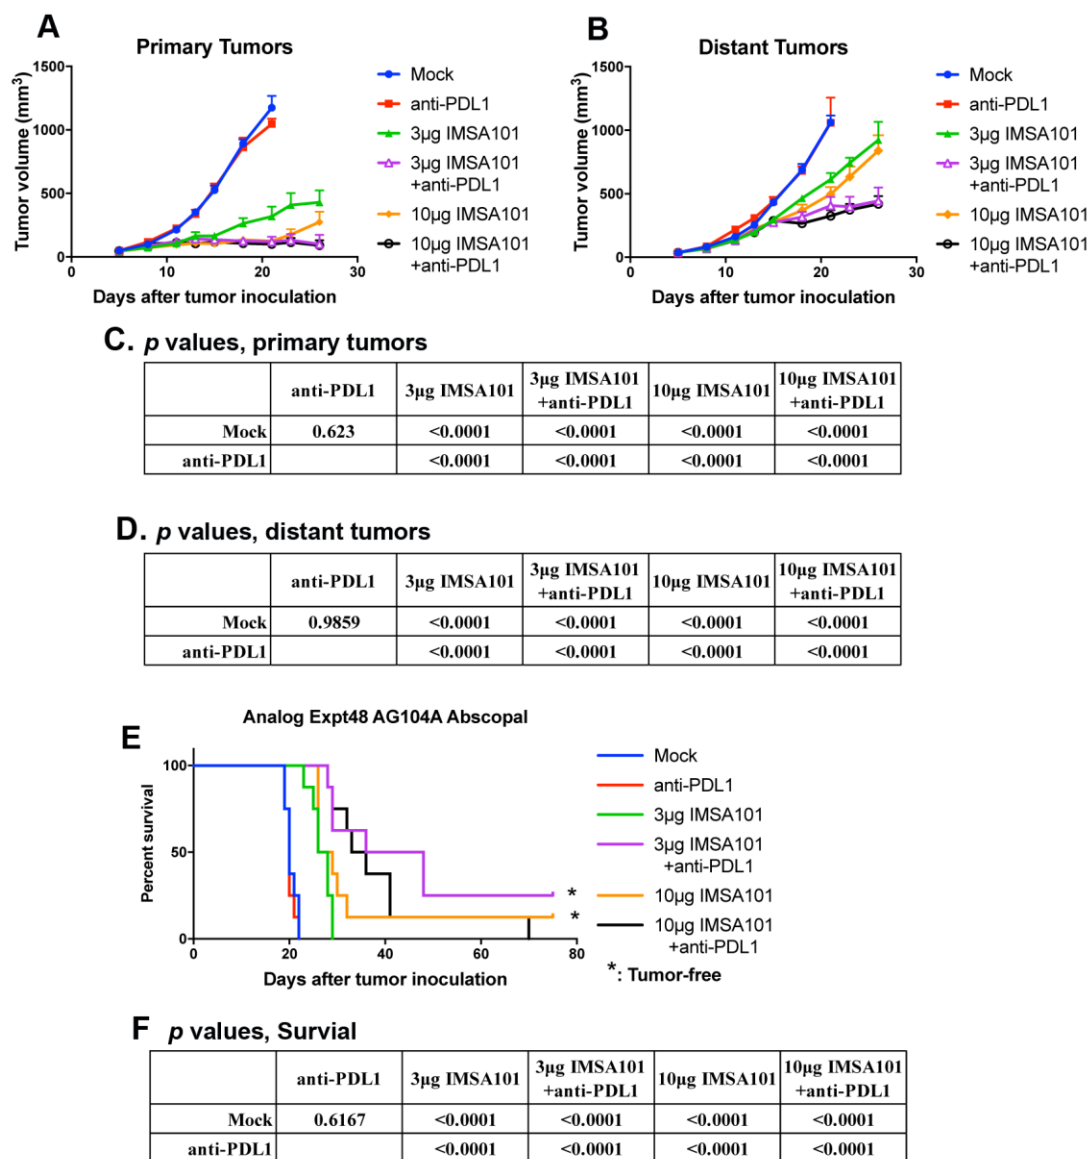 A
Primary Tumors
Tumor volume (mm³)
1500
1000
500
0
0
10
20
30
Days after tumor inoculation
Mock
anti-PDL1
3µg IMSA101
3µg IMSA101
+anti-PDL1
10µg IMSA101
10µg IMSA101
+anti-PDL1
B
Distant Tumors
Tumor volume (mm³)
1500
1000
500
0
0
10
20
30
Days after tumor inoculation
Mock
anti-PDL1
3µg IMSA101
3µg IMSA101
+anti-PDL1
10µg IMSA101
10µg IMSA101
+anti-PDL1
C. p values, primary tumors
anti-PDL1 3µg IMSA101 3µg IMSA101 +anti-PDL1 10µg IMSA101 10µg IMSA101 +anti-PDL1
Mock 0.623 <0.0001 <0.0001 <0.0001 <0.0001
anti-PDL1 <0.0001 <0.0001 <0.0001 <0.0001
D. p values, distant tumors
anti-PDL1 3µg IMSA101 3µg IMSA101 +anti-PDL1 10µg IMSA101 10µg IMSA101 +anti-PDL1
Mock 0.9859 <0.0001 <0.0001 <0.0001 <0.0001
anti-PDL1 <0.0001 <0.0001 <0.0001 <0.0001
Analog Expt48 AG104A Abscopal
E
Percent survival
100
50
0
0
20
40
60
80
Days after tumor inoculation
*
*
Mock
anti-PDL1
3µg IMSA101
3µg IMSA101
+anti-PDL1
10µg IMSA101
10µg IMSA101
+anti-PDL1
*: Tumor-free
F p values, Survial
anti-PDL1 3µg IMSA101 3µg IMSA101 +anti-PDL1 10µg IMSA101 10µg IMSA101 +anti-PDL1
Mock 0.6167 <0.0001 <0.0001 <0.0001 <0.0001
anti-PDL1 <0.0001 <0.0001 <0.0001 <0.0001